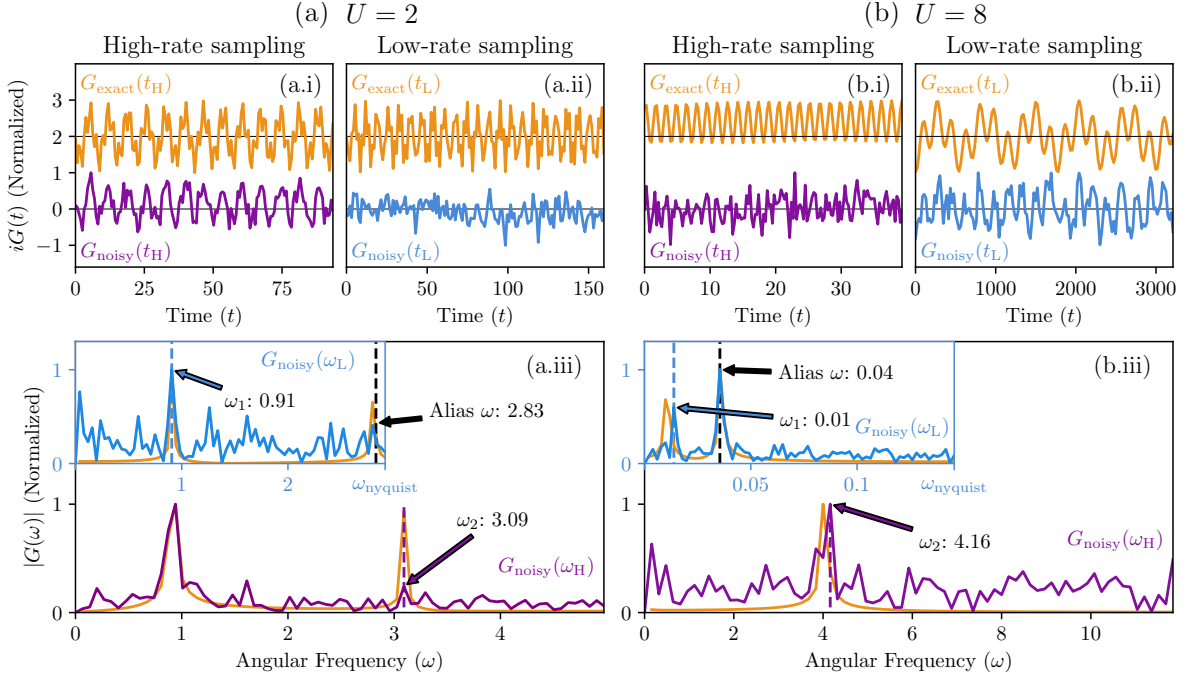 (a) U = 2
(b) U = 8
High-rate sampling
Low-rate sampling
High-rate sampling
Low-rate sampling
iG(t) (Normalized)
3
2
1
0
−1
G_exact(t_H)
(a.i)
G_noisy(t_H)
G_exact(t_L)
(a.ii)
G_noisy(t_L)
G_exact(t_H)
(b.i)
G_noisy(t_H)
G_exact(t_L)
(b.ii)
G_noisy(t_L)
0 25 50 75
0 50 100 150
0 10 20 30
0 1000 2000 3000
Time (t)
Time (t)
Time (t)
Time (t)
|G(ω)| (Normalized)
1
0
G_noisy(ω_L)
(a.iii)
ω₁: 0.91
Alias ω: 2.83
1 2 ω_nyquist
1
0
ω₂: 3.09
G_noisy(ω_H)
0 1 2 3 4
Angular Frequency (ω)
1
0
(b.iii)
Alias ω: 0.04
ω₁: 0.01
G_noisy(ω_L)
0.05 0.1 ω_nyquist
1
0
ω₂: 4.16
G_noisy(ω_H)
0 2 4 6 8 10
Angular Frequency (ω)